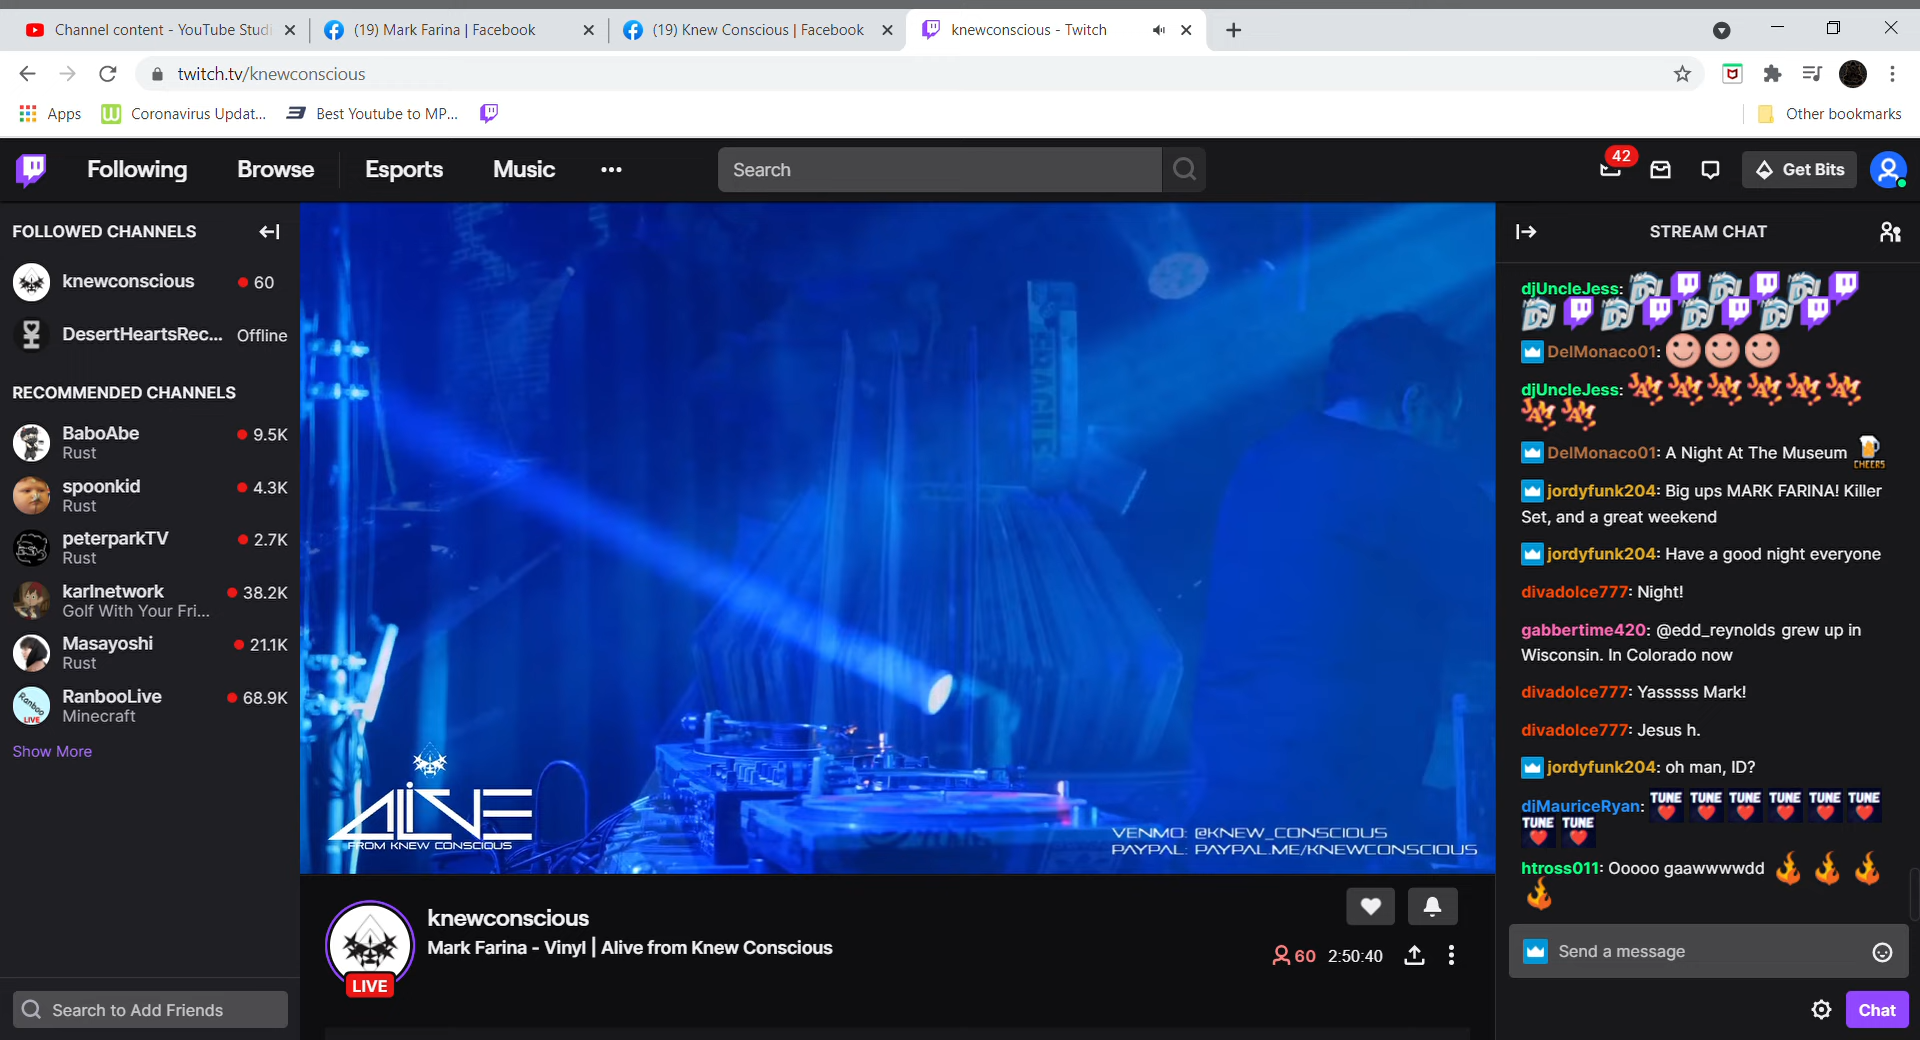 Channel content - YouTube Studi
(19) Mark Farina | Facebook
(19) Knew Conscious | Facebook
knewconscious - Twitch
twitch.tv/knewconscious
Apps
Coronavirus Updat...
Best Youtube to MP...
Other bookmarks
Following
Browse
Esports
Music
Search
42
Get Bits
FOLLOWED CHANNELS
knewconscious
60
DesertHeartsRec...
Offline
RECOMMENDED CHANNELS
BaboAbe
9.5K
Rust
spoonkid
4.3K
Rust
peterparkTV
2.7K
Rust
karlnetwork
38.2K
Golf With Your Fri...
Masayoshi
21.1K
Rust
RanbooLive
68.9K
Minecraft
Show More
Search to Add Friends
ALIVE
FROM KNEW CONSCIOUS
VENMO: @KNEW_CONSCIOUS
PAYPAL: PAYPAL.ME/KNEWCONSCIOUS
LIVE
knewconscious
Mark Farina - Vinyl | Alive from Knew Conscious
60 2:50:40
STREAM CHAT
djUncleJess:
DelMonaco01:
djUncleJess:
DelMonaco01: A Night At The Museum CHEERS
jordyfunk204: Big ups MARK FARINA! Killer
Set, and a great weekend
jordyfunk204: Have a good night everyone
divadolce777: Night!
gabbertime420: @edd_reynolds grew up in
Wisconsin. In Colorado now
divadolce777: Yasssss Mark!
divadolce777: Jesus h.
jordyfunk204: oh man, ID?
djMauriceRyan: TUNE TUNE TUNE TUNE TUNE TUNE
TUNE TUNE
htross011: Ooooo gaawwwwdd
Send a message
Chat